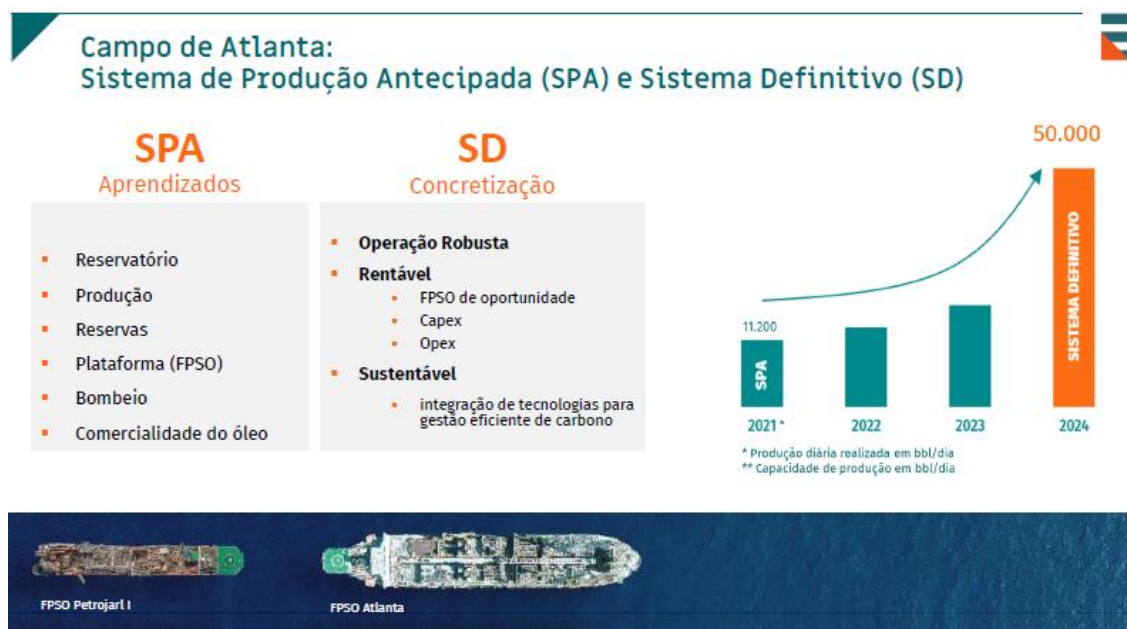 Campo de Atlanta:
Sistema de Produção Antecipada (SPA) e Sistema Definitivo (SD)
SPA
Aprendizados
Reservatório
Produção
Reservas
Plataforma (FPSO)
Bombeio
Comercialidade do óleo
SD
Concretização
Operação Robusta
Rentável
FPSO de oportunidade
Capex
Opex
Sustentável
integração de tecnologias para
gestão eficiente de carbono
50.000
11.200
SPA
SISTEMA DEFINITIVO
2021 *
2022
2023
2024
* Produção diária realizada em bbl/dia
** Capacidade de produção em bbl/dia
FPSO Petrojarl I
FPSO Atlanta